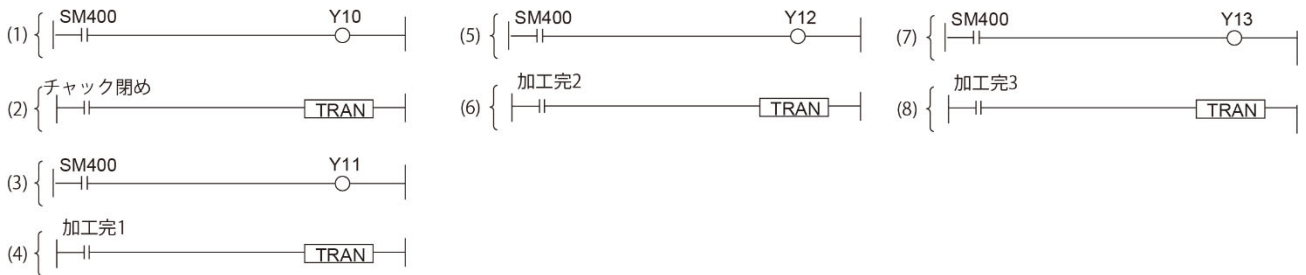 (1) SM400 Y10
(2) チャック閉め TRAN
(3) SM400 Y11
(4) 加工完1 TRAN
(5) SM400 Y12
(6) 加工完2 TRAN
(7) SM400 Y13
(8) 加工完3 TRAN